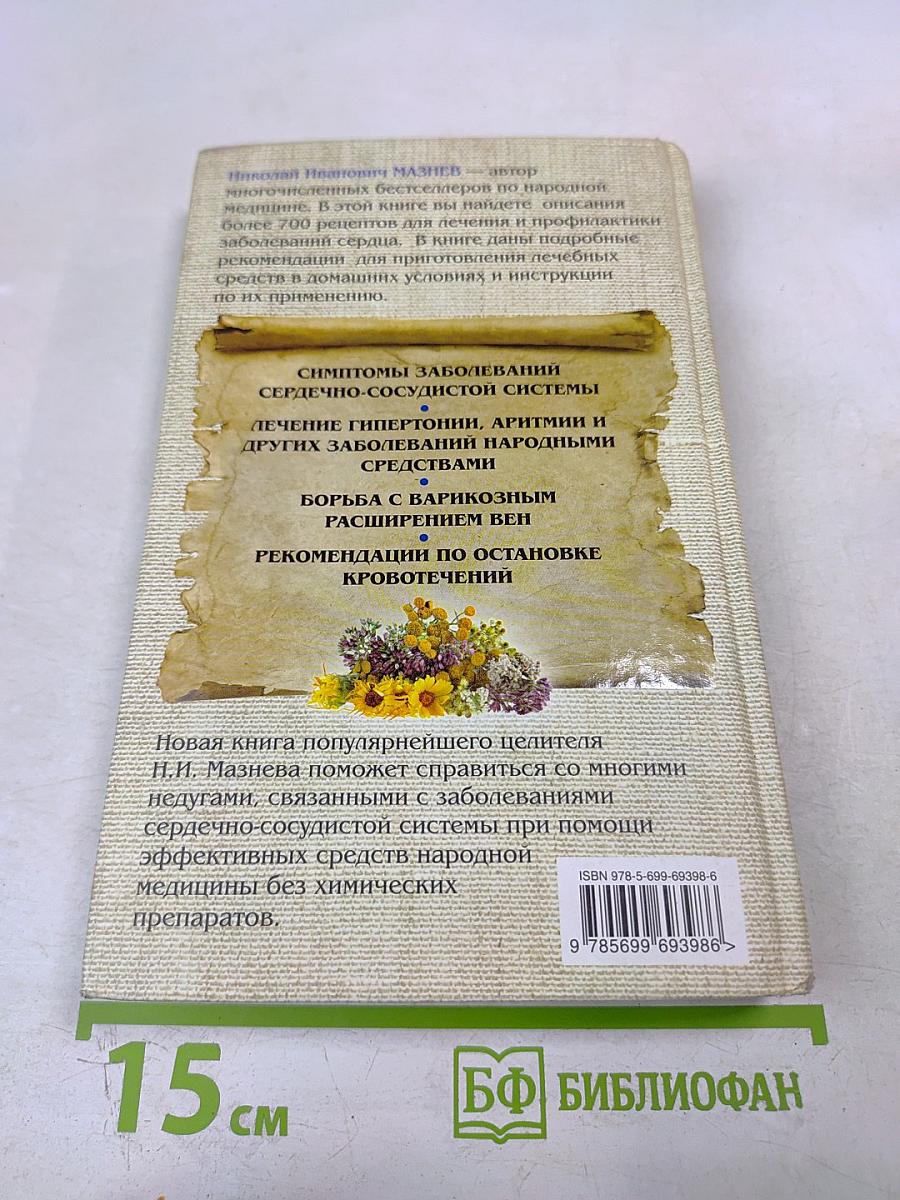 Николай Иванович МАЗНЕВ — автор
многочисленных бестселлеров по народной
медицине. В этой книге вы найдете описания
более 700 рецептов для лечения и профилактики
заболеваний сердца. В книге даны подробные
рекомендации для приготовления лечебных
средств в домашних условиях и инструкции
по их применению.
СИМПТОМЫ ЗАБОЛЕВАНИЙ
СЕРДЕЧНО-СОСУДИСТОЙ СИСТЕМЫ
•
ЛЕЧЕНИЕ ГИПЕРТОНИИ, АРИТМИИ И
ДРУГИХ ЗАБОЛЕВАНИЙ НАРОДНЫМИ
СРЕДСТВАМИ
•
БОРЬБА С ВАРИКОЗНЫМ
РАСШИРЕНИЕМ ВЕН
•
РЕКОМЕНДАЦИИ ПО ОСТАНОВКЕ
КРОВОТЕЧЕНИЙ
Новая книга популярнейшего целителя
Н.И. Мазнева поможет справиться со многими
недугами, связанными с заболеваниями
сердечно-сосудистой системы при помощи
эффективных средств народной
медицины без химических
препаратов.
ISBN 978-5-699-69398-6
9 785699 693986 >
15 см
БФ БИБЛИОФАН